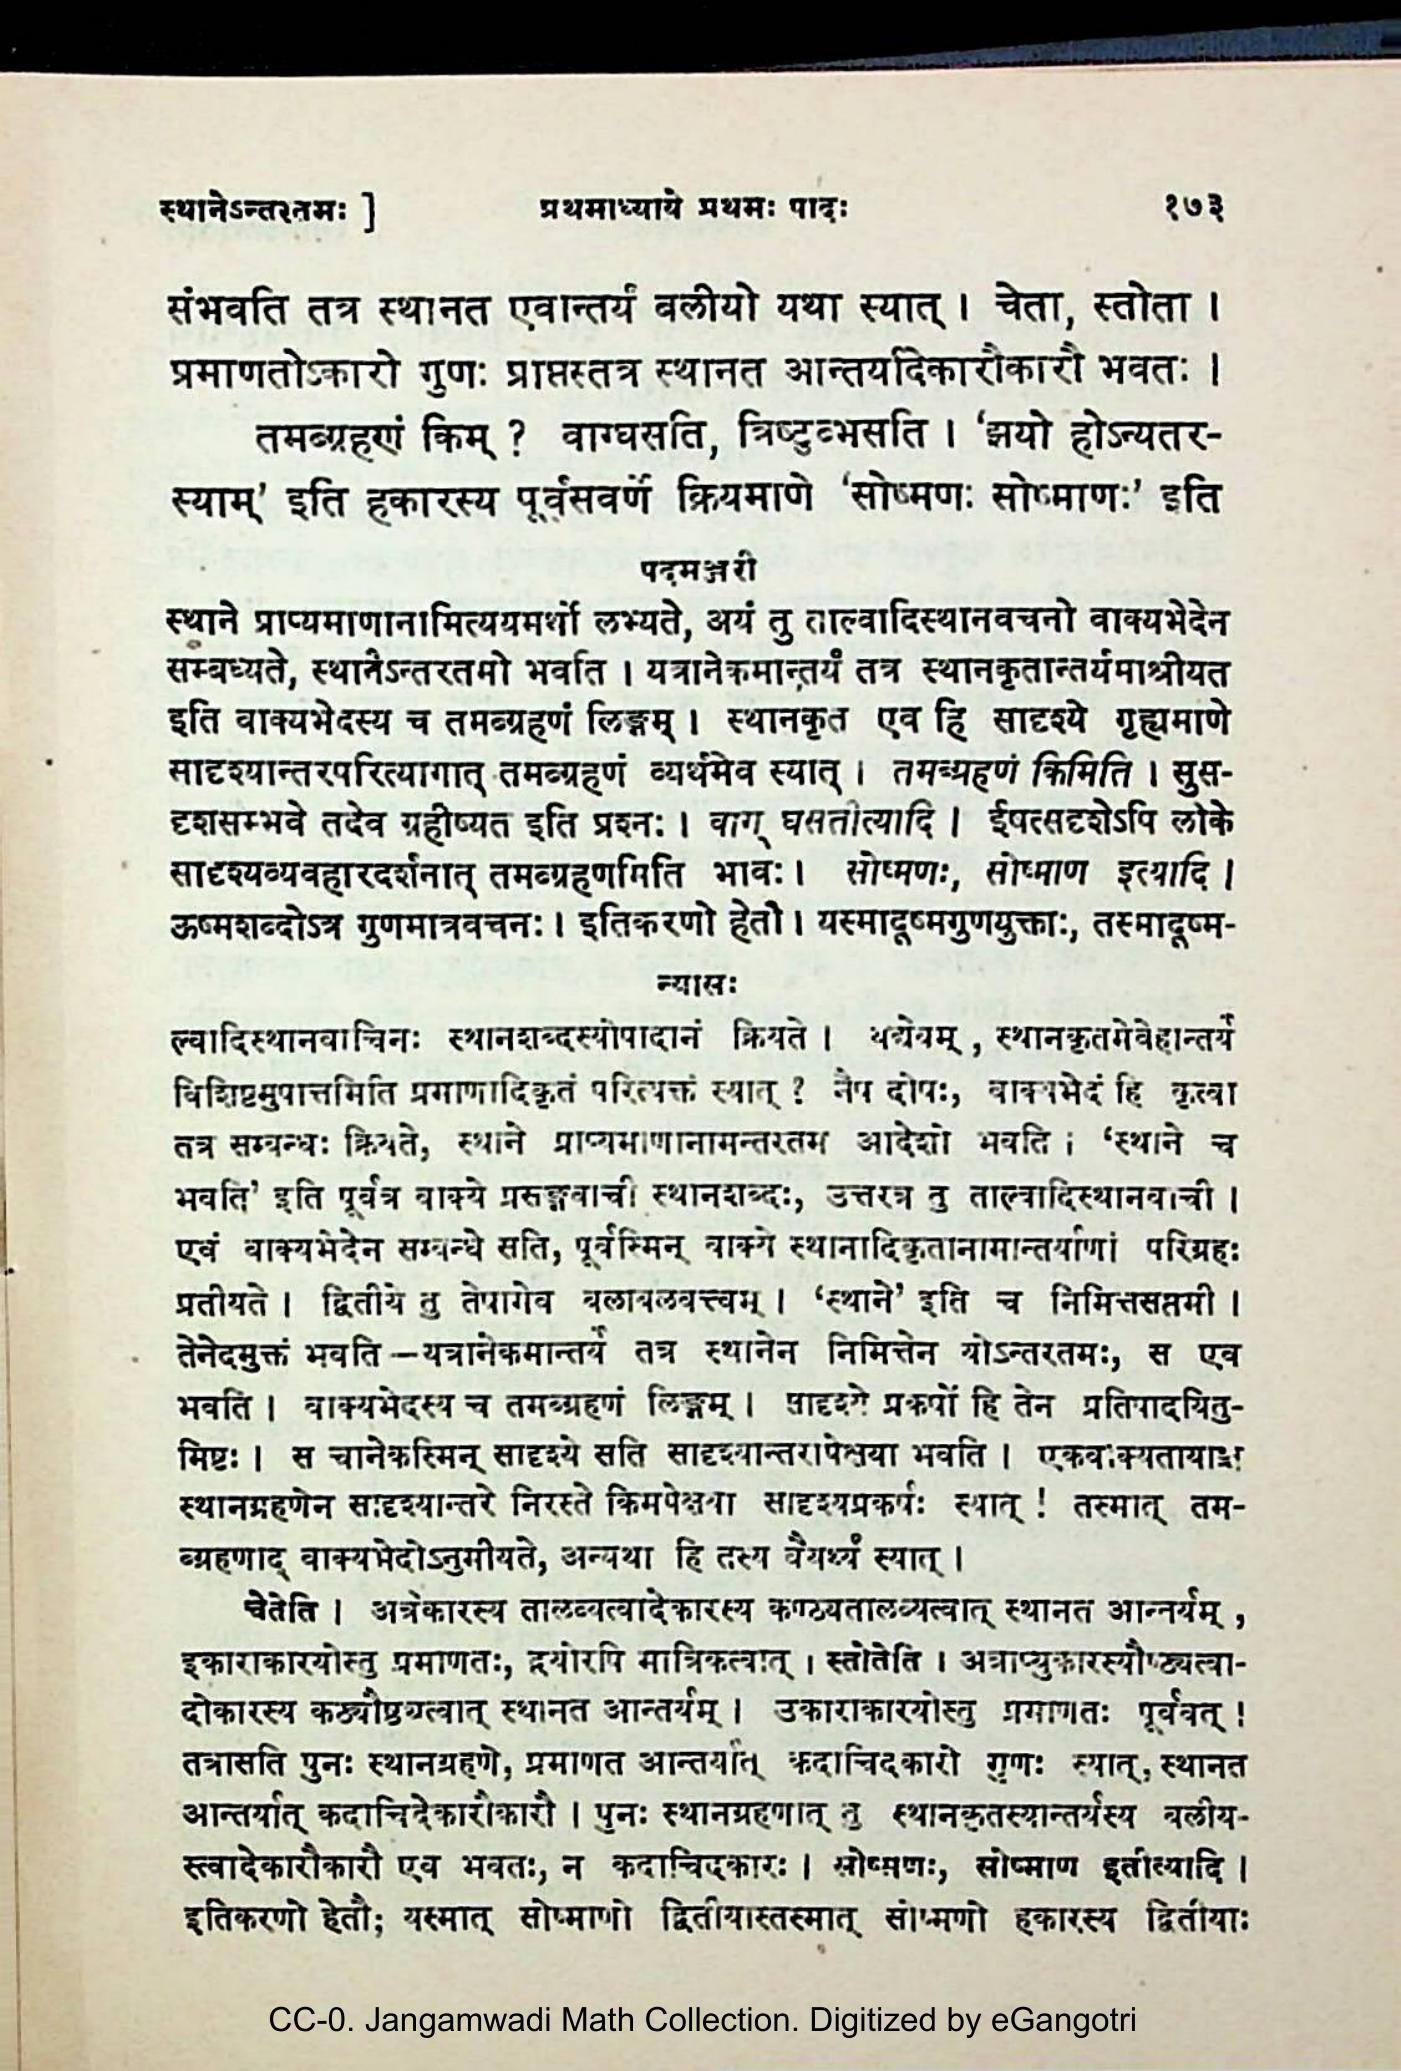 स्थानेऽन्तरतमः ] प्रथमाध्याये प्रथमः पादः १७३
संभवति तत्र स्थानत एवान्तर्यं बलीयो यथा स्यात् । चेता, स्तोता ।
प्रमाणतोऽकारो गुणः प्राप्तस्तत्र स्थानत आन्तर्यादेकारौकारौ भवतः ।
तमब्ग्रहणं किम् ? वाग्घसति, त्रिष्टुब्भसति । ‘झयो होऽन्यतर-
स्याम्’ इति हकारस्य पूर्वसवर्णे क्रियमाणे ‘सोष्मणः सोष्माणः’ इति
पदमञ्जरी
स्थाने प्राप्यमाणानामित्ययमर्थो लभ्यते, अयं तु ताल्वादिस्थानवचनो वाक्यभेदेन
सम्बध्यते, स्थानेऽन्तरतमो भवति । यत्रानेकमान्तर्यं तत्र स्थानकृतान्तर्यमाश्रीयत
इति वाक्यभेदस्य च तमब्ग्रहणं लिङ्गम् । स्थानकृत एव हि सादृश्ये गृह्यमाणे
सादृश्यान्तरपरित्यागात् तमब्ग्रहणं व्यर्थमेव स्यात् । तमब्ग्रहणं किमिति । सुस-
दृशसम्भवे तदेव ग्रहीष्यत इति प्रश्नः । वाग् घसतीत्यादि । ईषत्सदृशेऽपि लोके
सादृश्यव्यवहारदर्शनात् तमब्ग्रहणमिति भावः । सोष्मणः, सोष्माण इत्यादि ।
ऊष्मशब्दोऽत्र गुणमात्रवचनः । इतिकरणो हेतौ । यस्मादूष्मगुणयुक्ताः, तस्मादूष्म-
न्यासः
ल्वादिस्थानवाचिनः स्थानशब्दस्योपादानं क्रियते । यद्येवम् , स्थानकृतमेवेहान्तर्यं
विशिष्टमुपात्तमिति प्रमाणादिकृतं परित्यक्तं स्यात् ? नैष दोषः, वाक्यभेदं हि कृत्वा
तत्र सम्बन्धः क्रियते, स्थाने प्राप्यमाणानामन्तरतम आदेशो भवति । ‘स्थाने च
भवति’ इति पूर्वत्र वाक्ये प्रसङ्गवाची स्थानशब्दः, उत्तरत्र तु ताल्वादिस्थानवाची ।
एवं वाक्यभेदेन सम्बन्धे सति, पूर्वस्मिन् वाक्ये स्थानादिकृतानामान्तर्याणां परिग्रहः
प्रतीयते । द्वितीये तु तेषामेव बलाबलवत्त्वम् । ‘स्थाने’ इति च निमित्तसप्तमी ।
तेनेदमुक्तं भवति—यत्रानेकमान्तर्यं तत्र स्थानेन निमित्तेन योऽन्तरतमः, स एव
भवति । वाक्यभेदस्य च तमब्ग्रहणं लिङ्गम् । सादृश्ये प्रकर्षो हि तेन प्रतिपादयितु-
मिष्टः । स चानेकस्मिन् सादृश्ये सति सादृश्यान्तरापेक्षया भवति । एकवाक्यतायाञ्च
स्थानग्रहणेन सादृश्यान्तरे निरस्ते किमपेक्षया सादृश्यप्रकर्षः स्यात् ! तस्मात् तम-
ब्ग्रहणाद् वाक्यभेदोऽनुमीयते, अन्यथा हि तस्य वैयर्थ्यं स्यात् ।
चेतेति । अत्रेकारस्य तालव्यत्वादेकारस्य कण्ठ्यतालव्यत्वात् स्थानत आन्तर्यम् ,
इकाराकारयोस्तु प्रमाणतः, द्वयोरपि मात्रिकत्वात् । स्तोतेति । अत्राप्युकारस्यौष्ठ्यत्वा-
दोकारस्य कठ्यौष्ठ्यत्वात् स्थानत आन्तर्यम् । उकाराकारयोस्तु प्रमाणतः पूर्ववत् !
तत्रासति पुनः स्थानग्रहणे, प्रमाणत आन्तर्यात् कदाचिदकारो गुणः स्यात्, स्थानत
आन्तर्यात् कदाचिदेकारौकारौ । पुनः स्थानग्रहणात् तु स्थानकृतस्यान्तर्यस्य बलीय-
स्त्वादेकारौकारौ एव भवतः, न कदाचिदकारः । सोष्मणः, सोष्माण इतीत्यादि ।
इतिकरणो हेतौ; यस्मात् सोष्माणो द्वितीयास्तस्मात् सोष्मणो हकारस्य द्वितीयाः
CC-0. Jangamwadi Math Collection. Digitized by eGangotri